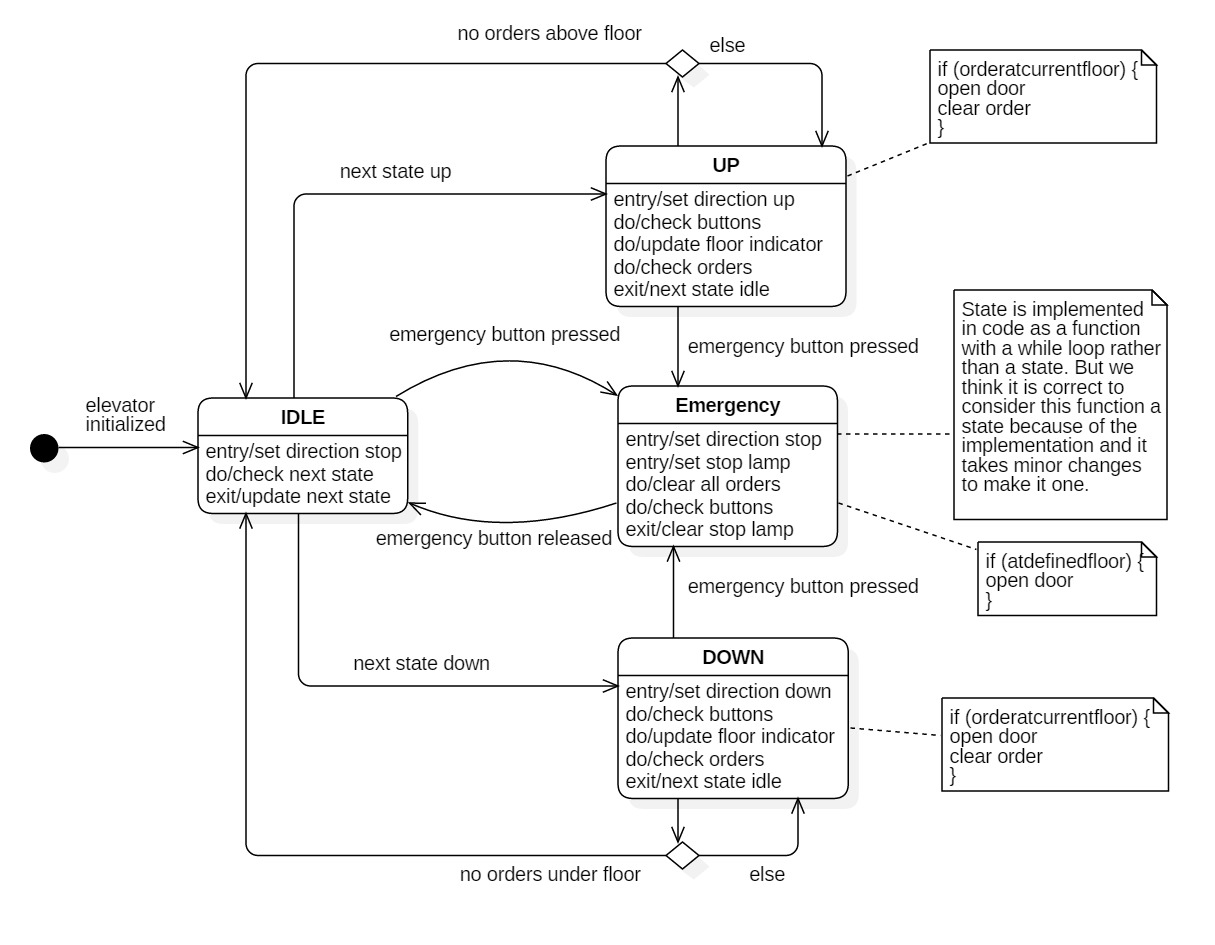 no orders above floor
else
if (orderatcurrentfloor) {
open door
clear order
}
next state up
UP
entry/set direction up
do/check buttons
do/update floor indicator
do/check orders
exit/next state idle
emergency button pressed
emergency button pressed
State is implemented
in code as a function
with a while loop rather
than a state. But we
think it is correct to
consider this function a
state because of the
implementation and it
takes minor changes
to make it one.
elevator
initialized
IDLE
entry/set direction stop
do/check next state
exit/update next state
Emergency
entry/set direction stop
entry/set stop lamp
do/clear all orders
do/check buttons
exit/clear stop lamp
emergency button released
if (atdefinedfloor) {
open door
}
emergency button pressed
next state down
DOWN
entry/set direction down
do/check buttons
do/update floor indicator
do/check orders
exit/next state idle
if (orderatcurrentfloor) {
open door
clear order
}
no orders under floor
else